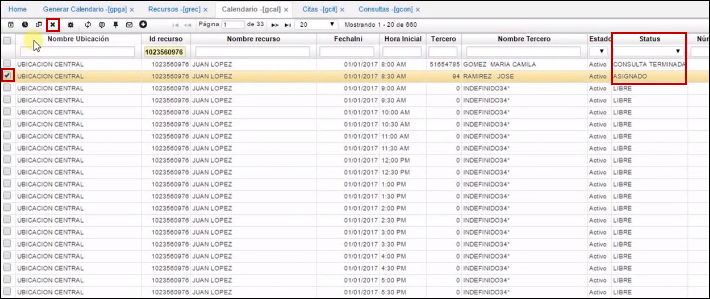 Home Generar Calendario -[gpga] × Recursos -[grec] × Calendario -[gcal] × Citas -[gcit] × Consultas -[gcon] ×
Página 1 de 33 20 Mostrando 1 - 20 de 660
Nombre Ubicación Id recurso Nombre recurso FechaIni Hora Inicial Tercero Nombre Tercero Estado Status Núm
1023560976
UBICACION CENTRAL 1023560976 JUAN LOPEZ 01/01/2017 8:00 AM 51654785 GOMEZ MARIA CAMILA Activo CONSULTA TERMINADA
UBICACION CENTRAL 1023560976 JUAN LOPEZ 01/01/2017 8:30 AM 94 RAMIREZ JOSE Activo ASIGNADO
UBICACION CENTRAL 1023560976 JUAN LOPEZ 01/01/2017 9:00 AM 0 INDEFINIDO34* Activo LIBRE
UBICACION CENTRAL 1023560976 JUAN LOPEZ 01/01/2017 9:30 AM 0 INDEFINIDO34* Activo LIBRE
UBICACION CENTRAL 1023560976 JUAN LOPEZ 01/01/2017 10:00 AM 0 INDEFINIDO34* Activo LIBRE
UBICACION CENTRAL 1023560976 JUAN LOPEZ 01/01/2017 10:30 AM 0 INDEFINIDO34* Activo LIBRE
UBICACION CENTRAL 1023560976 JUAN LOPEZ 01/01/2017 11:00 AM 0 INDEFINIDO34* Activo LIBRE
UBICACION CENTRAL 1023560976 JUAN LOPEZ 01/01/2017 11:30 AM 0 INDEFINIDO34* Activo LIBRE
UBICACION CENTRAL 1023560976 JUAN LOPEZ 01/01/2017 12:00 PM 0 INDEFINIDO34* Activo LIBRE
UBICACION CENTRAL 1023560976 JUAN LOPEZ 01/01/2017 12:30 PM 0 INDEFINIDO34* Activo LIBRE
UBICACION CENTRAL 1023560976 JUAN LOPEZ 01/01/2017 1:00 PM 0 INDEFINIDO34* Activo LIBRE
UBICACION CENTRAL 1023560976 JUAN LOPEZ 01/01/2017 1:30 PM 0 INDEFINIDO34* Activo LIBRE
UBICACION CENTRAL 1023560976 JUAN LOPEZ 01/01/2017 2:00 PM 0 INDEFINIDO34* Activo LIBRE
UBICACION CENTRAL 1023560976 JUAN LOPEZ 01/01/2017 2:30 PM 0 INDEFINIDO34* Activo LIBRE
UBICACION CENTRAL 1023560976 JUAN LOPEZ 01/01/2017 3:00 PM 0 INDEFINIDO34* Activo LIBRE
UBICACION CENTRAL 1023560976 JUAN LOPEZ 01/01/2017 3:30 PM 0 INDEFINIDO34* Activo LIBRE
UBICACION CENTRAL 1023560976 JUAN LOPEZ 01/01/2017 4:00 PM 0 INDEFINIDO34* Activo LIBRE
UBICACION CENTRAL 1023560976 JUAN LOPEZ 01/01/2017 4:30 PM 0 INDEFINIDO34* Activo LIBRE
UBICACION CENTRAL 1023560976 JUAN LOPEZ 01/01/2017 5:00 PM 0 INDEFINIDO34* Activo LIBRE
UBICACION CENTRAL 1023560976 JUAN LOPEZ 01/01/2017 5:30 PM 0 INDEFINIDO34* Activo LIBRE